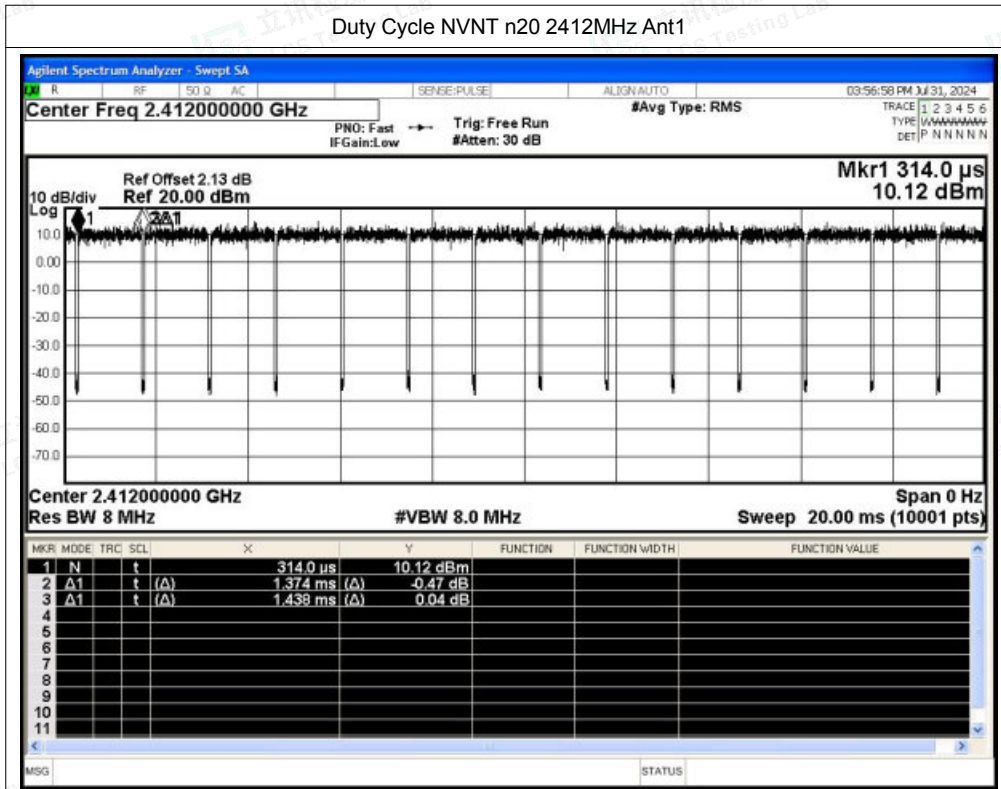 Duty Cycle NVNT n20 2412MHz Ant1
Agilent Spectrum Analyzer - Swept SA
R RF 50 Ω AC SENSE:PULSE ALIGN AUTO 03:56:58 PM Jul 31, 2024
Center Freq 2.412000000 GHz #Avg Type: RMS TRACE 1 2 3 4 5 6
PNO: Fast Trig: Free Run TYPE
IFGain:Low #Atten: 30 dB DET P N N N N N
Mkr1 314.0 µs
Ref Offset 2.13 dB
10 dB/div Ref 20.00 dBm 10.12 dBm
Log
1 3Δ1
10.0
0.00
-10.0
-20.0
-30.0
-40.0
-50.0
-60.0
-70.0
Center 2.412000000 GHz Span 0 Hz
Res BW 8 MHz #VBW 8.0 MHz Sweep 20.00 ms (10001 pts)
MKR MODE TRC SCL X Y FUNCTION FUNCTION WIDTH FUNCTION VALUE
1 N t 314.0 µs 10.12 dBm
2 Δ1 t (Δ) 1.374 ms (Δ) -0.47 dB
3 Δ1 t (Δ) 1.438 ms (Δ) 0.04 dB
4
5
6
7
8
9
10
11
MSG STATUS